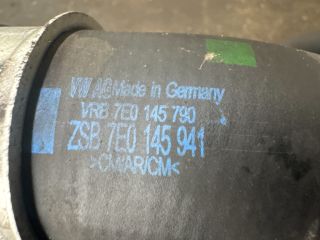 VW AG Made in Germany
VRB 7E0 145 790
ZSB 7E0 145 941
>CM/AR/CM<